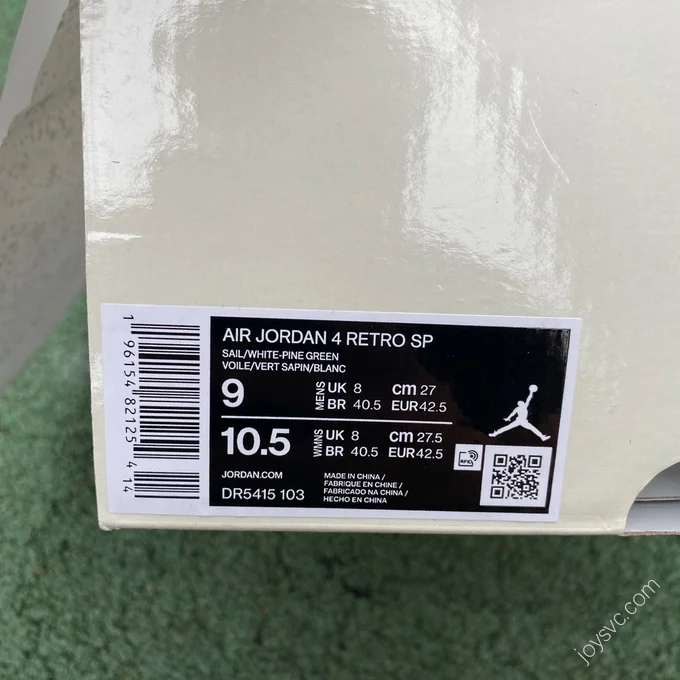 1 96154 82125 4 14
AIR JORDAN 4 RETRO SP
SAIL/WHITE-PINE GREEN
VOILE/VERT SAPIN/BLANC
9 MENS UK 8 cm 27
BR 40.5 EUR 42.5
10.5 WMNS UK 8 cm 27.5
BR 40.5 EUR 42.5
JORDAN.COM
DR5415 103
MADE IN CHINA /
FABRIQUE EN CHINE /
FABRICADO NA CHINA /
HECHO EN CHINA
RFID
joysvc.com